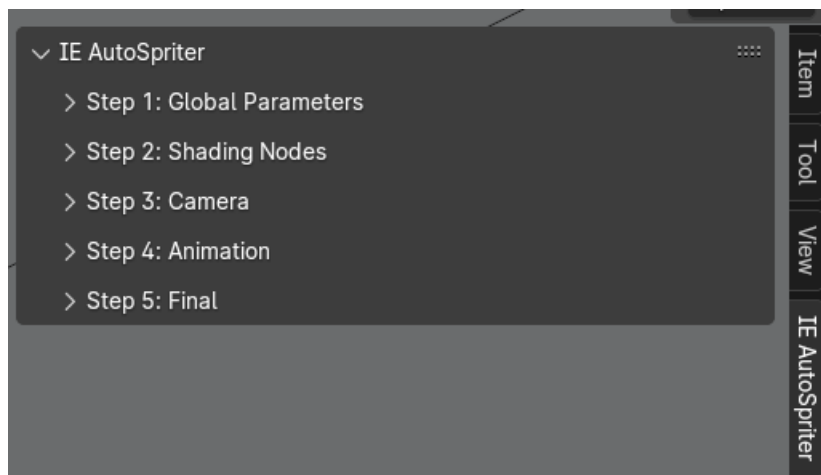 IE AutoSpriter
Step 1: Global Parameters
Step 2: Shading Nodes
Step 3: Camera
Step 4: Animation
Step 5: Final
Item
Tool
View
IE AutoSpriter